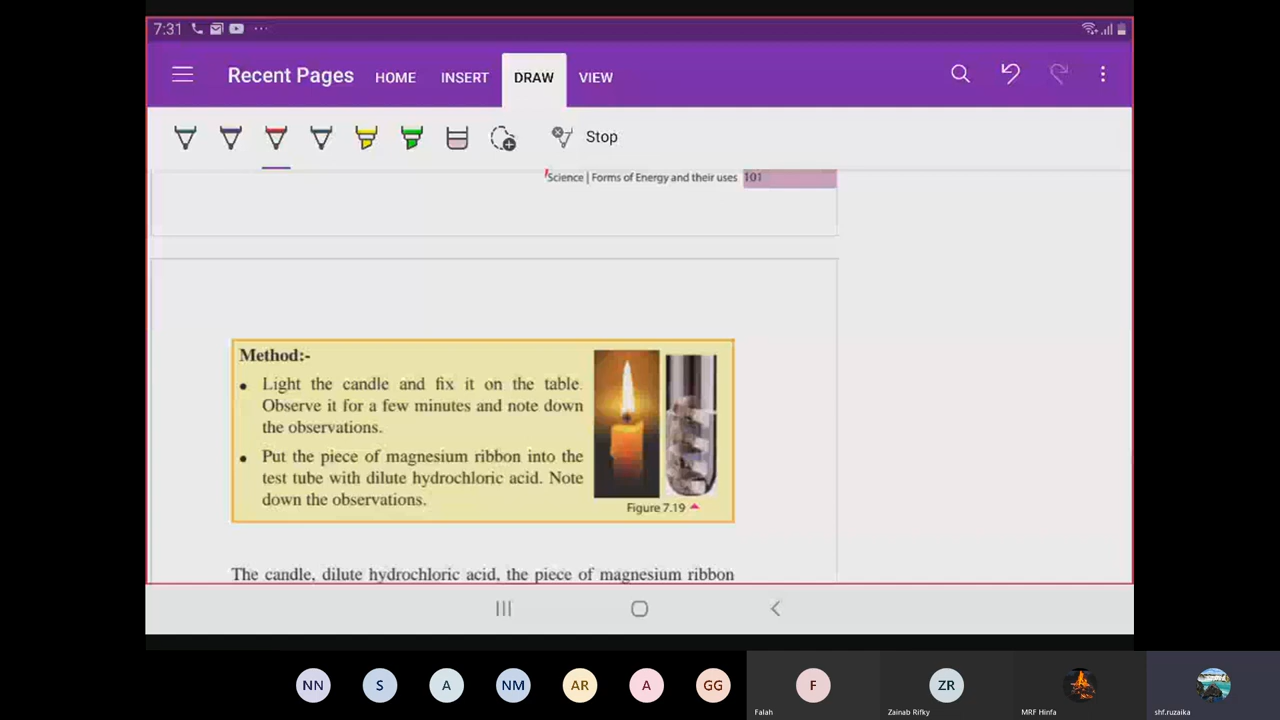 7:31
Recent Pages HOME INSERT DRAW VIEW
Stop
Science | Forms of Energy and their uses 101
Method:-
• Light the candle and fix it on the table.
Observe it for a few minutes and note down
the observations.
• Put the piece of magnesium ribbon into the
test tube with dilute hydrochloric acid. Note
down the observations.
Figure 7.19
The candle, dilute hydrochloric acid, the piece of magnesium ribbon
NN S A NM AR A GG F ZR
Falah Zainab Rifky MRF Hinfa shf.ruzaika